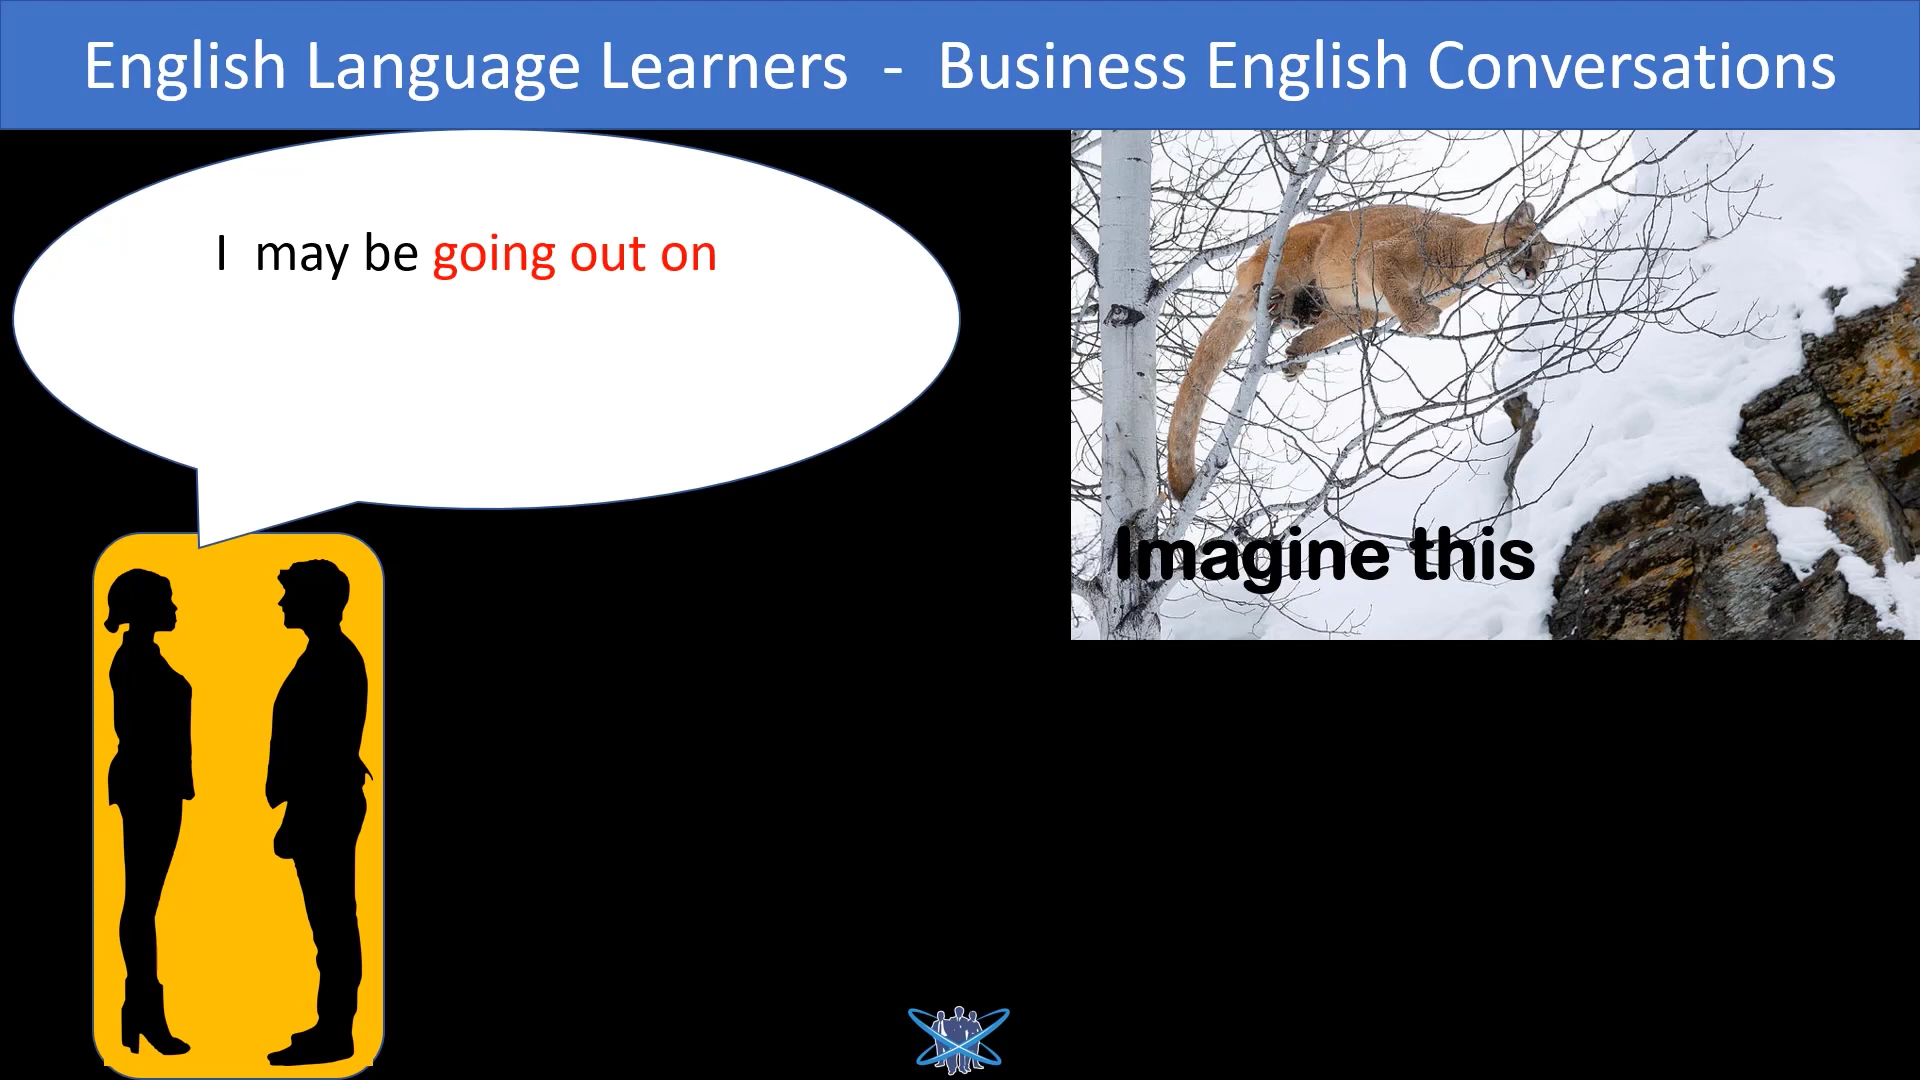 English Language Learners - Business English Conversations
I may be going out on
Imagine this